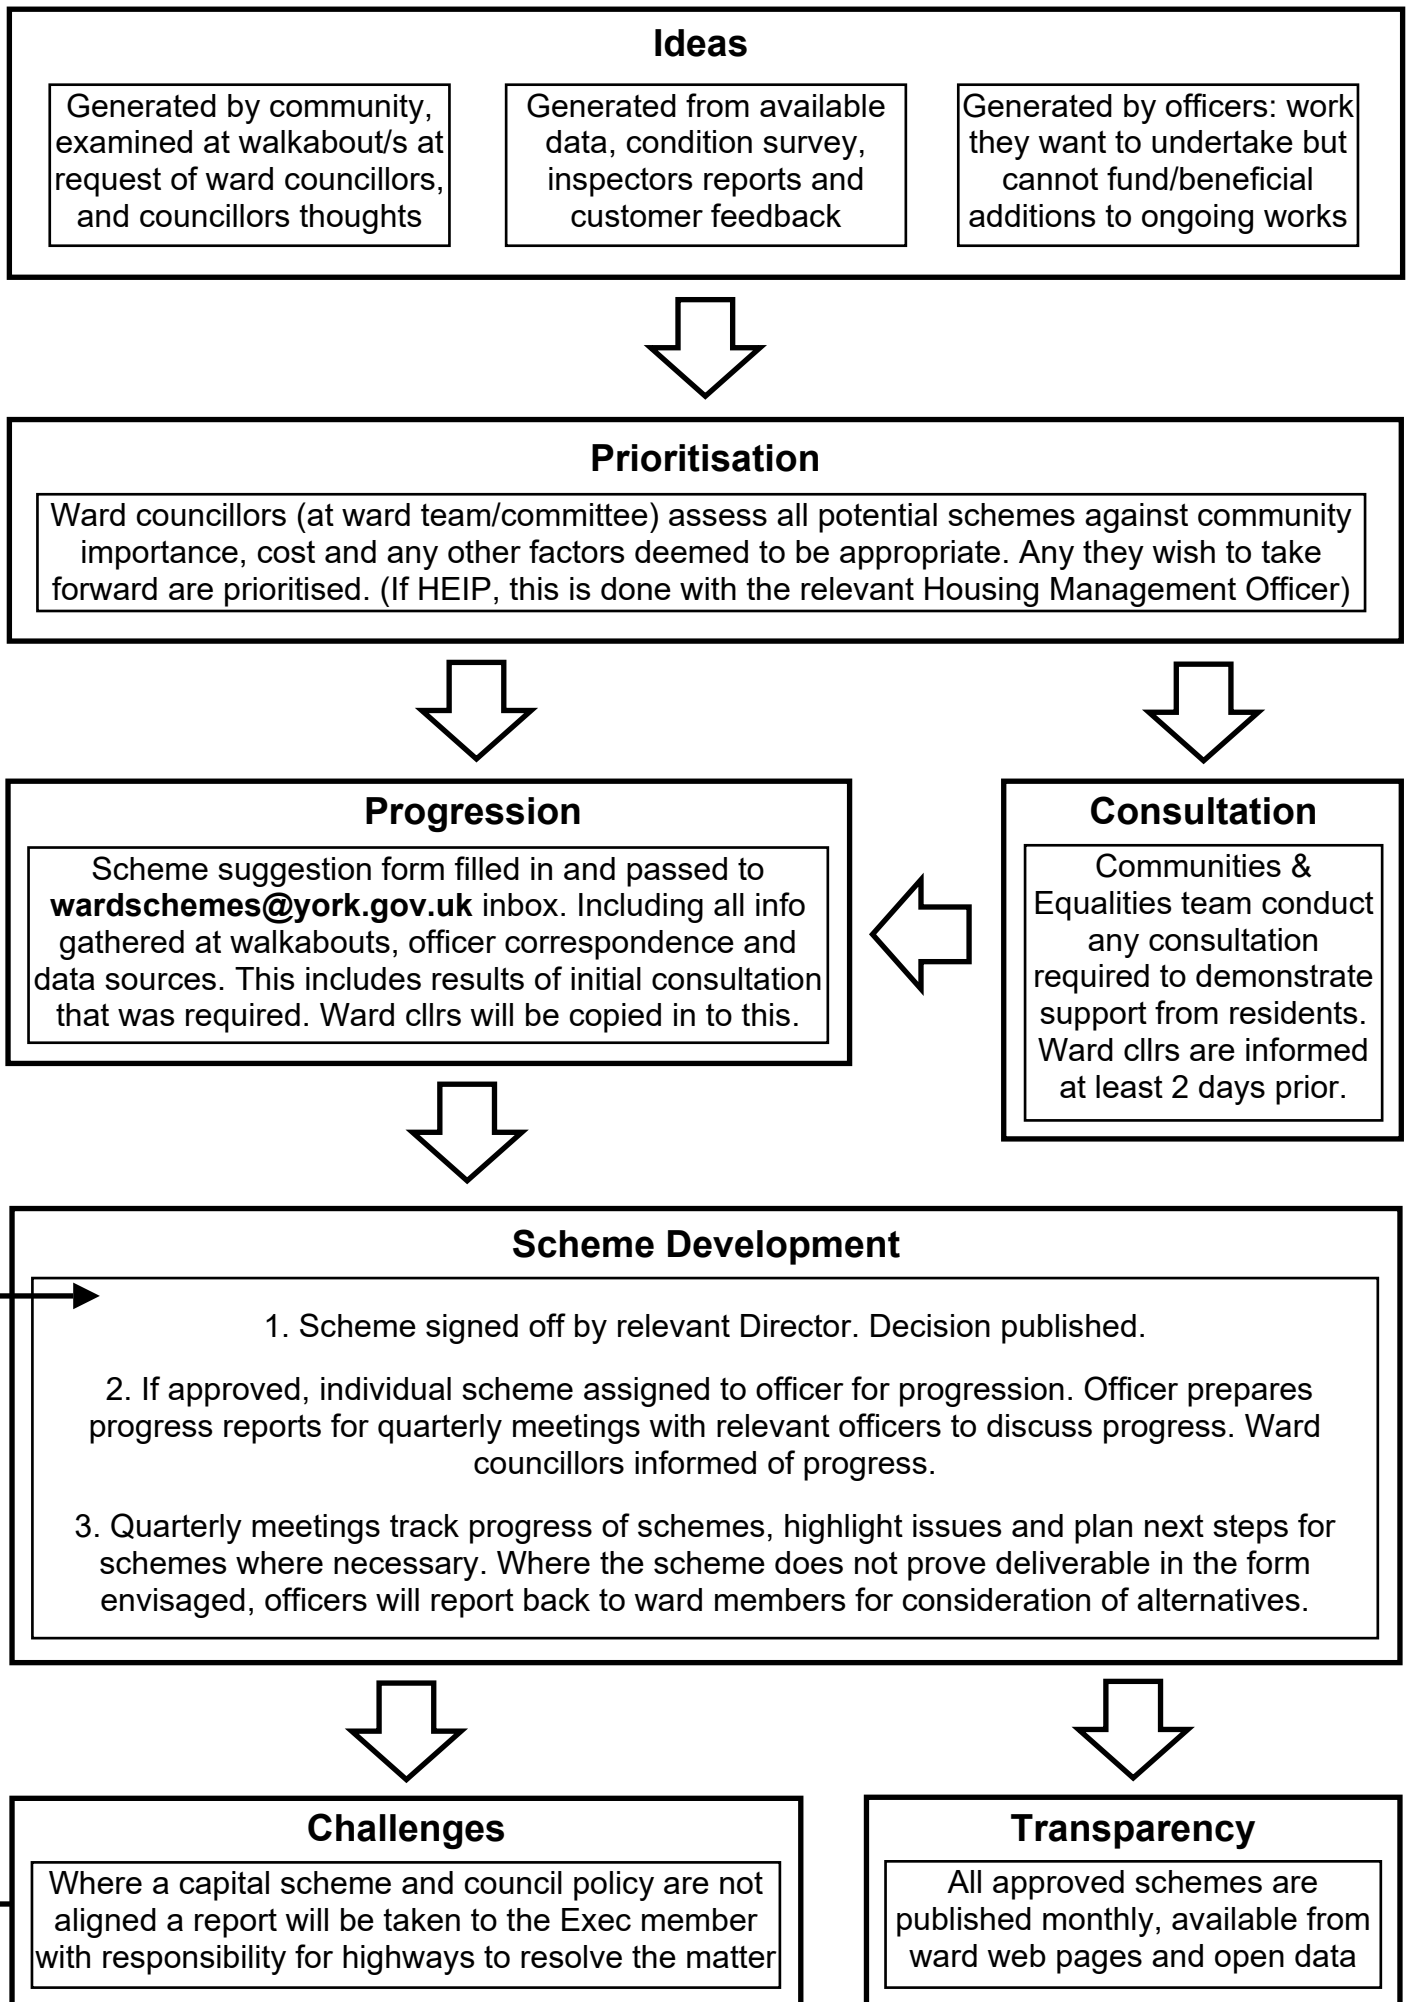 Ideas
Generated by community,
examined at walkabout/s at
request of ward councillors,
and councillors thoughts
Generated from available
data, condition survey,
inspectors reports and
customer feedback
Generated by officers: work
they want to undertake but
cannot fund/beneficial
additions to ongoing works
Prioritisation
Ward councillors (at ward team/committee) assess all potential schemes against community
importance, cost and any other factors deemed to be appropriate. Any they wish to take
forward are prioritised. (If HEIP, this is done with the relevant Housing Management Officer)
Progression
Scheme suggestion form filled in and passed to
wardschemes@york.gov.uk inbox. Including all info
gathered at walkabouts, officer correspondence and
data sources. This includes results of initial consultation
that was required. Ward cllrs will be copied in to this.
Consultation
Communities &
Equalities team conduct
any consultation
required to demonstrate
support from residents.
Ward cllrs are informed
at least 2 days prior.
Scheme Development
1. Scheme signed off by relevant Director. Decision published.
2. If approved, individual scheme assigned to officer for progression. Officer prepares
progress reports for quarterly meetings with relevant officers to discuss progress. Ward
councillors informed of progress.
3. Quarterly meetings track progress of schemes, highlight issues and plan next steps for
schemes where necessary. Where the scheme does not prove deliverable in the form
envisaged, officers will report back to ward members for consideration of alternatives.
Challenges
Where a capital scheme and council policy are not
aligned a report will be taken to the Exec member
with responsibility for highways to resolve the matter
Transparency
All approved schemes are
published monthly, available from
ward web pages and open data